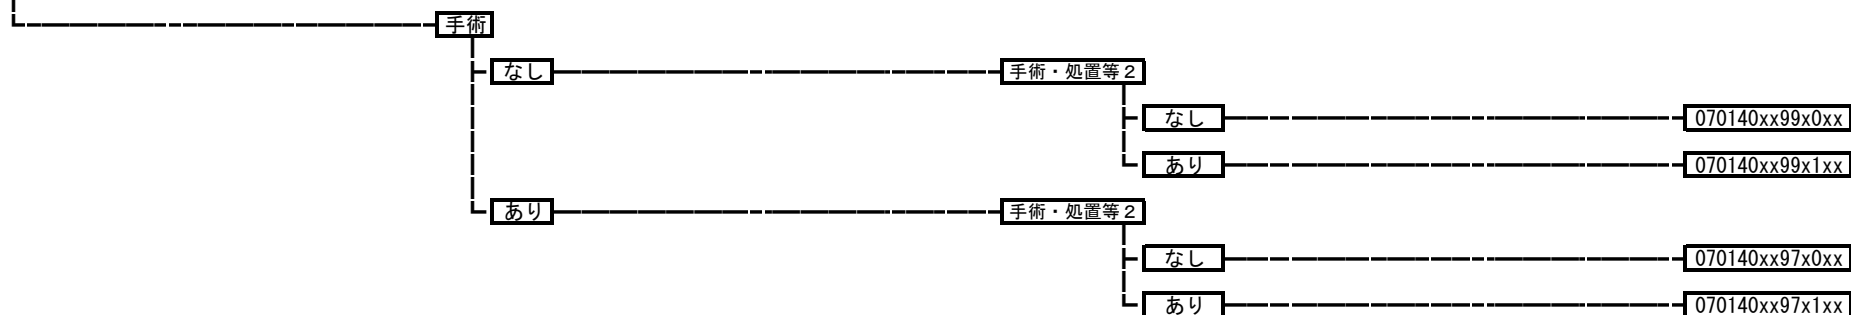 手術
なし 手術・処置等２
なし 070140xx99x0xx
あり 070140xx99x1xx
あり 手術・処置等２
なし 070140xx97x0xx
あり 070140xx97x1xx